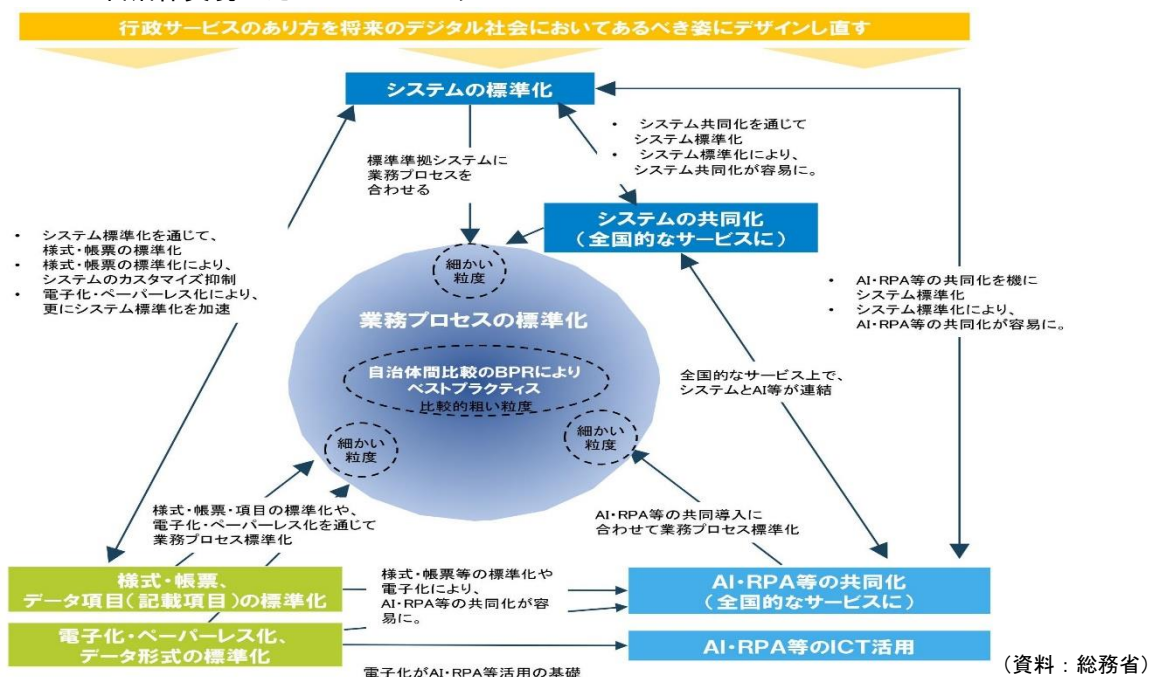 行政サービスのあり方を将来のデジタル社会においてあるべき姿にデザインし直す
システムの標準化
・ システム共同化を通じて
システム標準化
・ システム標準化により、
システム共同化が容易に。
標準準拠システムに
業務プロセスを
合わせる
システムの共同化
(全国的なサービスに)
・ システム標準化を通じて、
様式・帳票の標準化
・ 様式・帳票の標準化により、
システムのカスタマイズ抑制
・ 電子化・ペーパーレス化により、
更にシステム標準化を加速
細かい
粒度
業務プロセスの標準化
自治体間比較のBPRにより
ベストプラクティス
比較的粗い粒度
細かい
粒度
細かい
粒度
・ AI・RPA等の共同化を機に
システム標準化
・ システム標準化により、
AI・RPA等の共同化が容易に。
全国的なサービス上で、
システムとAI等が連結
様式・帳票・項目の標準化や、
電子化・ペーパーレス化を通じて
業務プロセス標準化
AI・RPA等の共同導入に
合わせて業務プロセス標準化
様式・帳票、
データ項目(記載項目)の標準化
様式・帳票等の標準化や
電子化により、
AI・RPA等の共同化が容
易に。
AI・RPA等の共同化
(全国的なサービスに)
電子化・ペーパーレス化、
データ形式の標準化
AI・RPA等のICT活用
電子化がAI・RPA等活用の基礎
(資料:総務省)